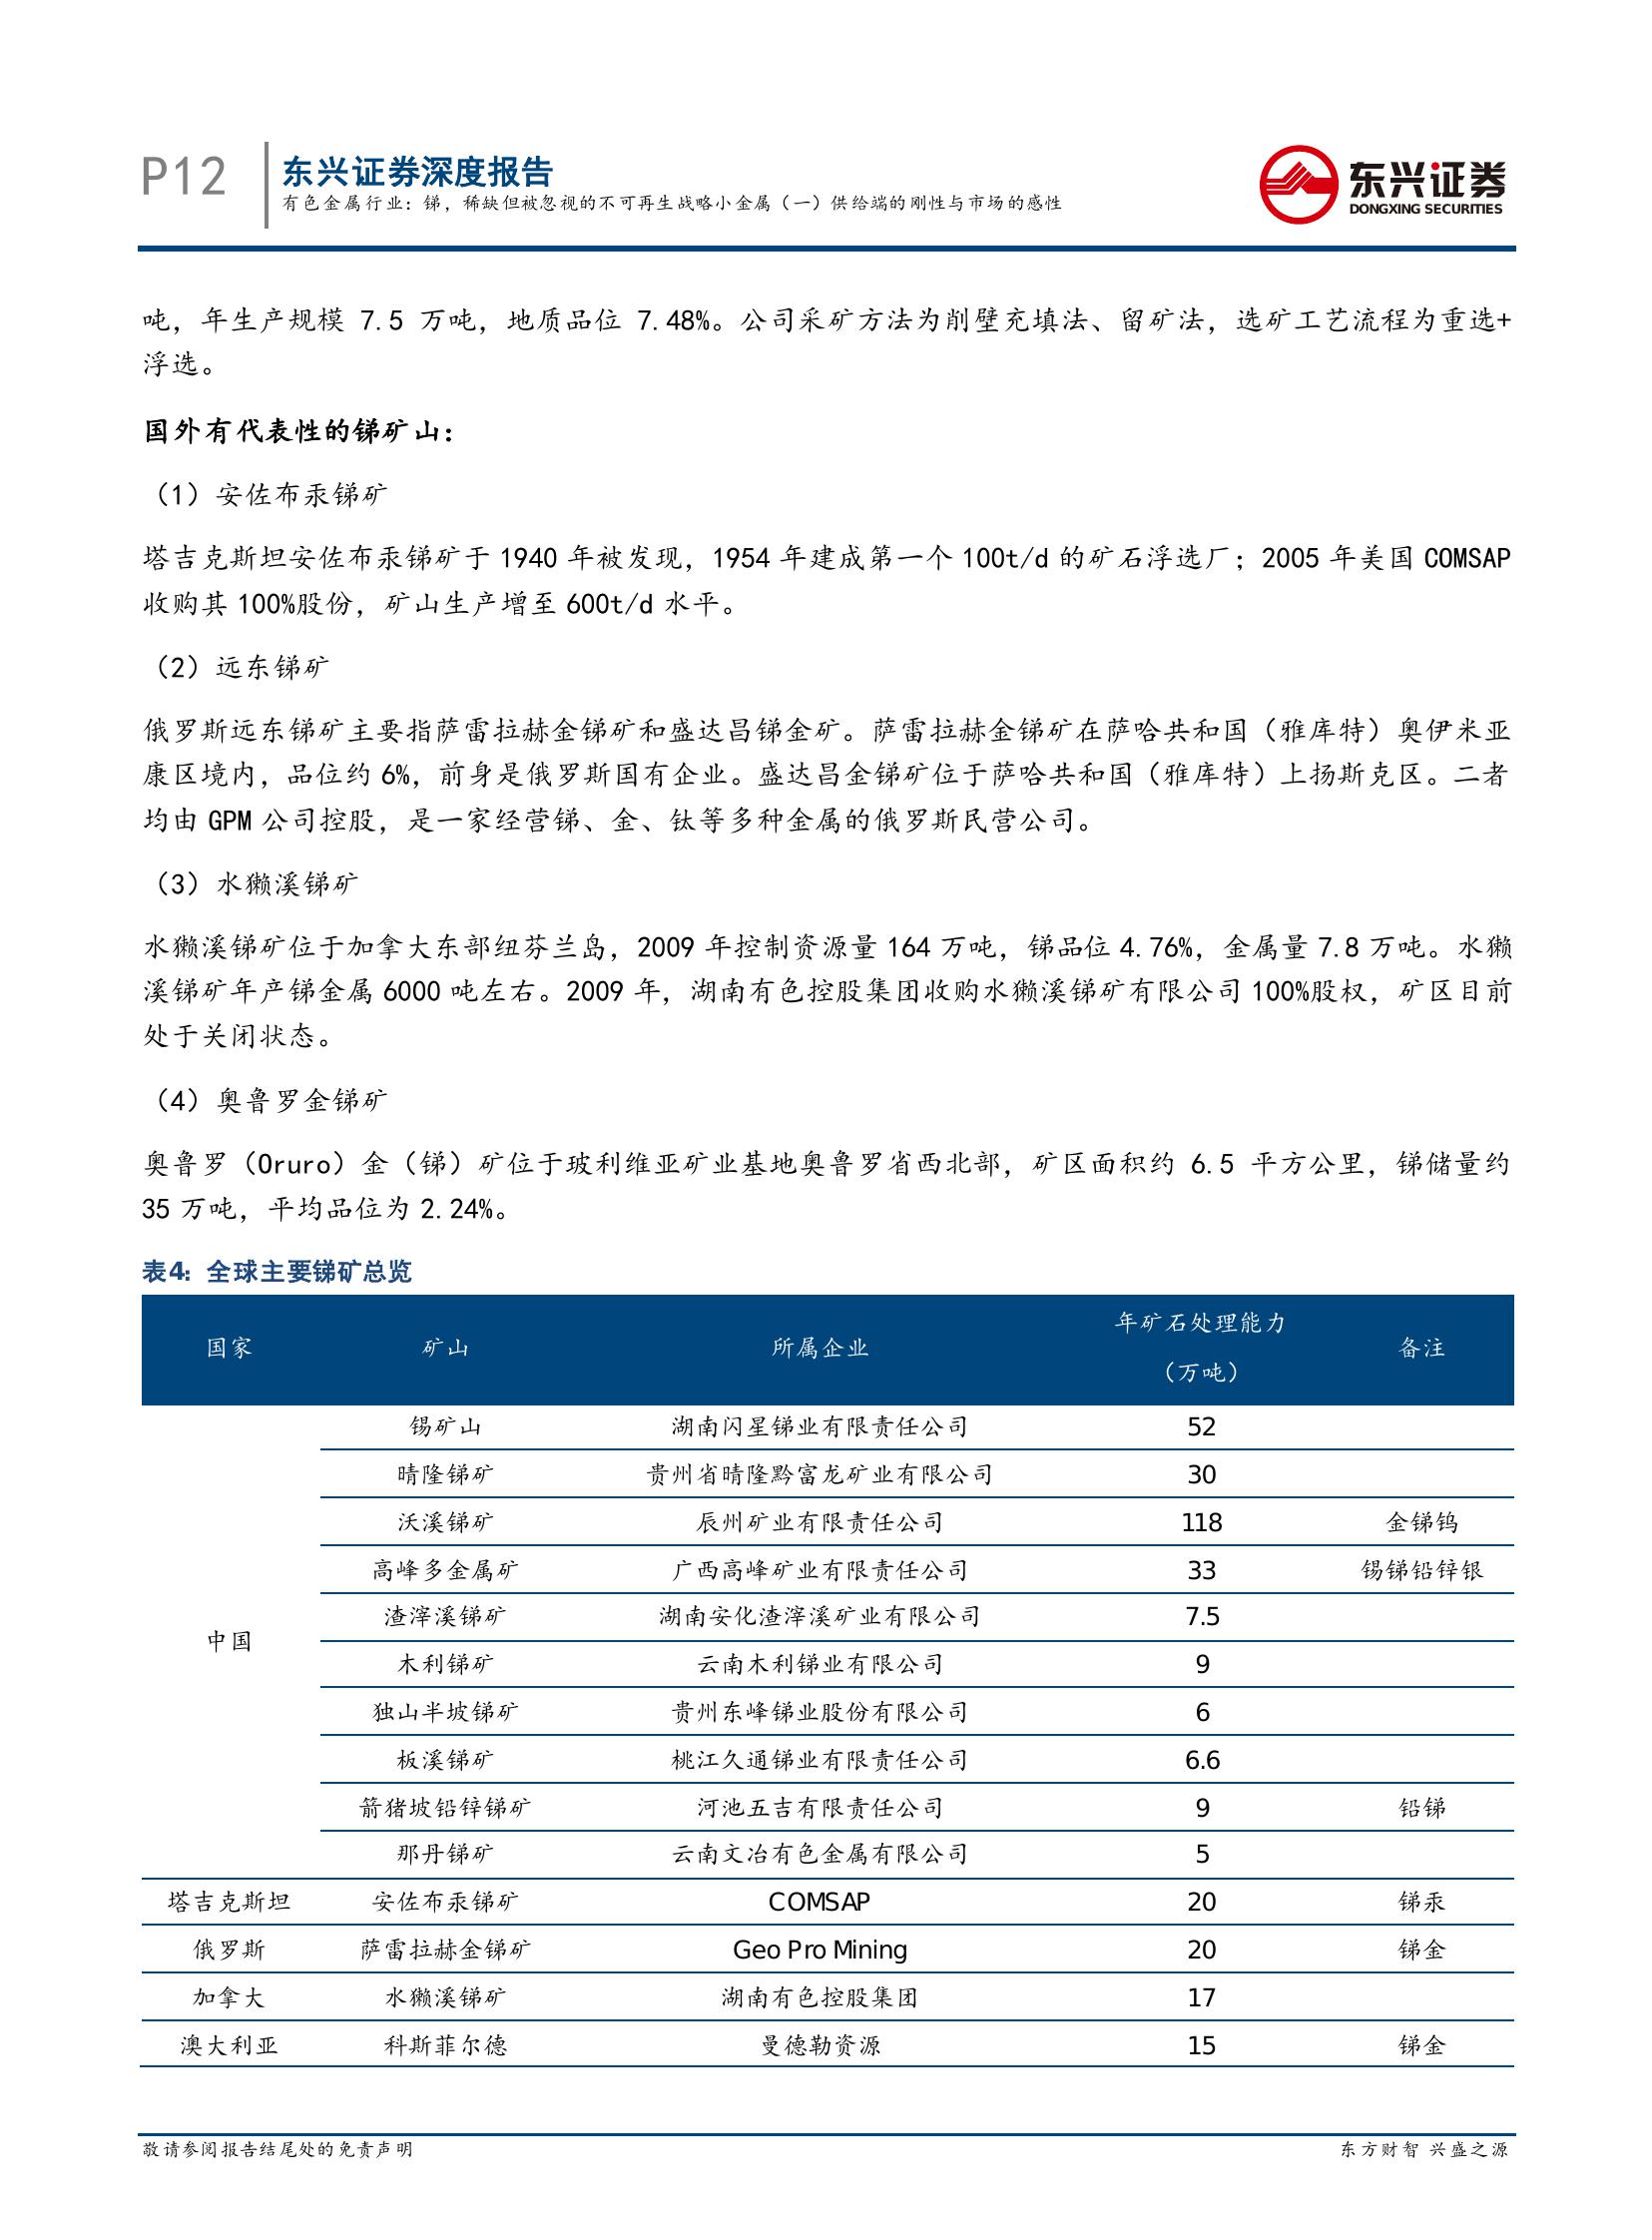 P12
东兴证券深度报告
有色金属行业：锑，稀缺但被忽视的不可再生战略小金属（一）供给端的刚性与市场的感性
东兴证券
DONGXING SECURITIES
吨，年生产规模 7.5 万吨，地质品位 7.48%。公司采矿方法为削壁充填法、留矿法，选矿工艺流程为重选+
浮选。
国外有代表性的锑矿山：
（1）安佐布汞锑矿
塔吉克斯坦安佐布汞锑矿于 1940 年被发现，1954 年建成第一个 100t/d 的矿石浮选厂；2005 年美国 COMSAP
收购其 100%股份，矿山生产增至 600t/d 水平。
（2）远东锑矿
俄罗斯远东锑矿主要指萨雷拉赫金锑矿和盛达昌锑金矿。萨雷拉赫金锑矿在萨哈共和国（雅库特）奥伊米亚
康区境内，品位约 6%，前身是俄罗斯国有企业。盛达昌金锑矿位于萨哈共和国（雅库特）上扬斯克区。二者
均由 GPM 公司控股，是一家经营锑、金、钛等多种金属的俄罗斯民营公司。
（3）水獭溪锑矿
水獭溪锑矿位于加拿大东部纽芬兰岛，2009 年控制资源量 164 万吨，锑品位 4.76%，金属量 7.8 万吨。水獭
溪锑矿年产锑金属 6000 吨左右。2009 年，湖南有色控股集团收购水獭溪锑矿有限公司 100%股权，矿区目前
处于关闭状态。
（4）奥鲁罗金锑矿
奥鲁罗（Oruro）金（锑）矿位于玻利维亚矿业基地奥鲁罗省西北部，矿区面积约 6.5 平方公里，锑储量约
35 万吨，平均品位为 2.24%。
表4：全球主要锑矿总览
国家 矿山 所属企业 年矿石处理能力（万吨） 备注
中国
锡矿山 湖南闪星锑业有限责任公司 52
晴隆锑矿 贵州省晴隆黔富龙矿业有限公司 30
沃溪锑矿 辰州矿业有限责任公司 118 金锑钨
高峰多金属矿 广西高峰矿业有限责任公司 33 锡锑铅锌银
渣滓溪锑矿 湖南安化渣滓溪矿业有限公司 7.5
木利锑矿 云南木利锑业有限公司 9
独山半坡锑矿 贵州东峰锑业股份有限公司 6
板溪锑矿 桃江久通锑业有限责任公司 6.6
箭猪坡铅锌锑矿 河池五吉有限责任公司 9 铅锑
那丹锑矿 云南文冶有色金属有限公司 5
塔吉克斯坦 安佐布汞锑矿 COMSAP 20 锑汞
俄罗斯 萨雷拉赫金锑矿 Geo Pro Mining 20 锑金
加拿大 水獭溪锑矿 湖南有色控股集团 17
澳大利亚 科斯菲尔德 曼德勒资源 15 锑金
敬请参阅报告结尾处的免责声明
东方财智 兴盛之源